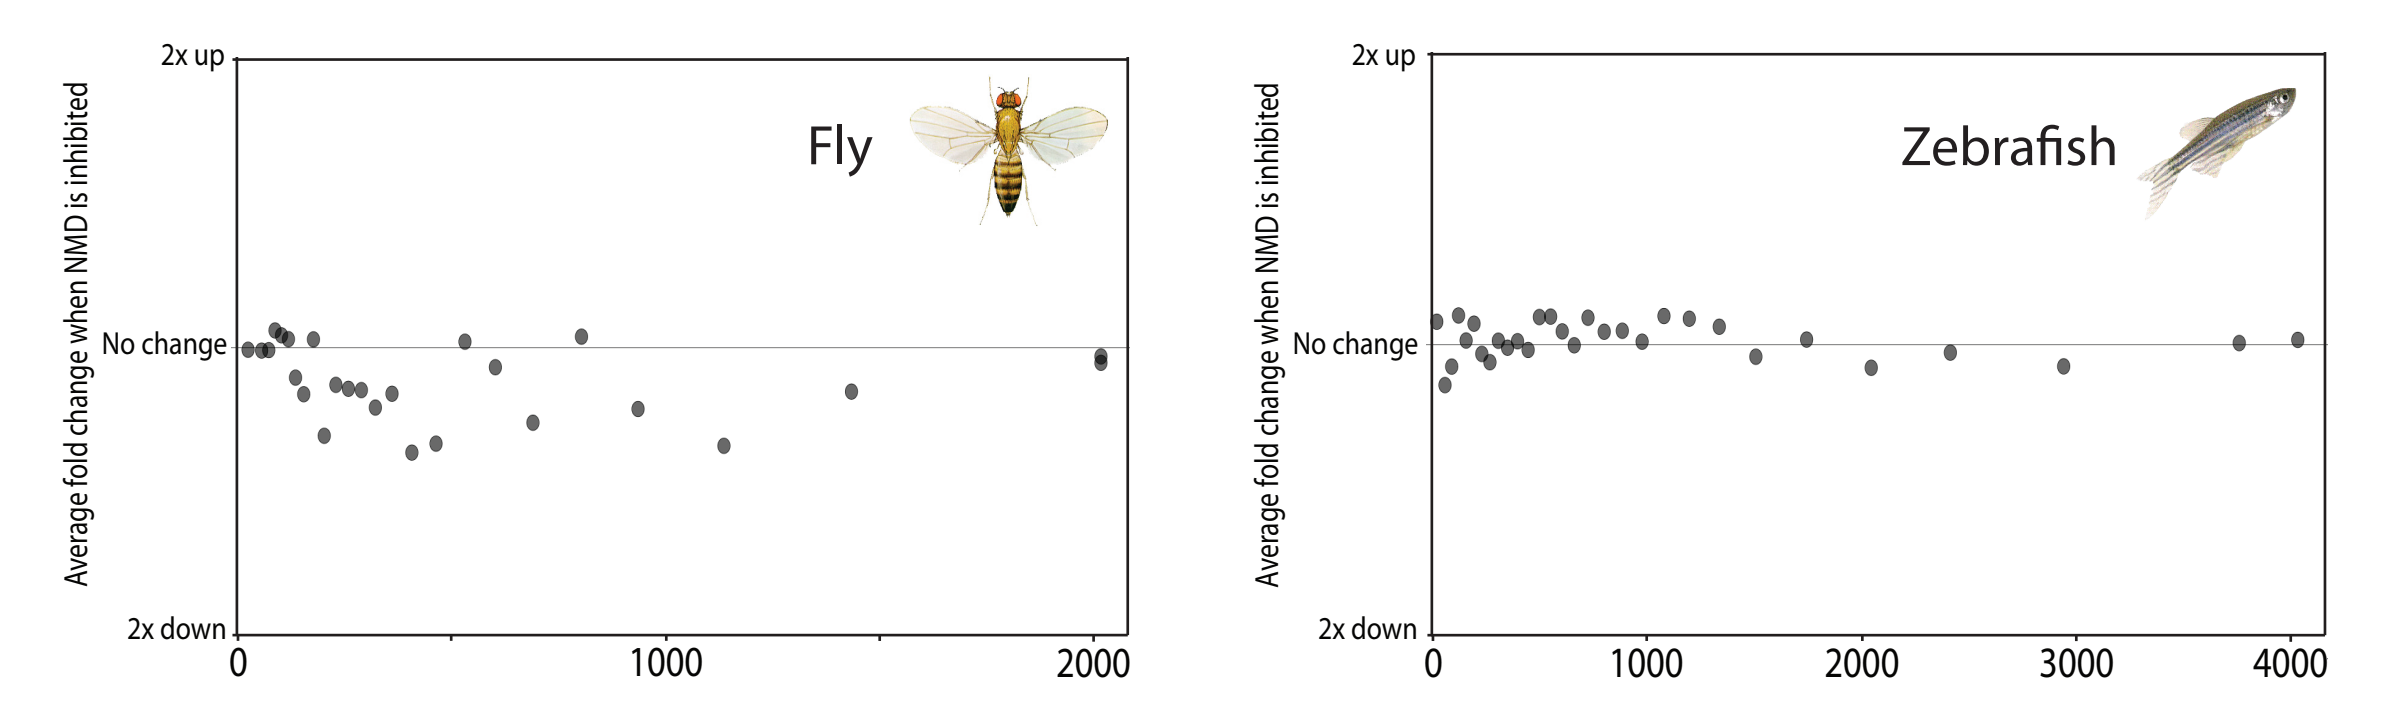 Average fold change when NMD is inhibited
2x up
No change
2x down
Fly
0
1000
2000
Average fold change when NMD is inhibited
2x up
No change
2x down
Zebrafish
0
1000
2000
3000
4000